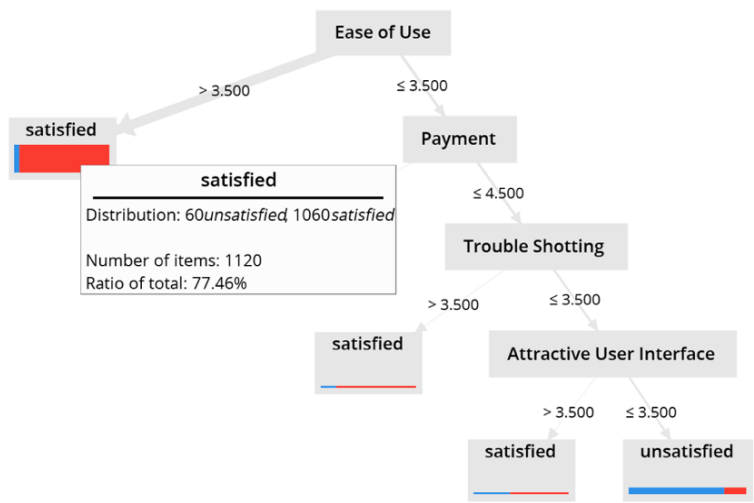 Ease of Use
> 3.500
≤ 3.500
satisfied
Payment
satisfied
Distribution: 60unsatisfied, 1060satisfied
Number of items: 1120
Ratio of total: 77.46%
≤ 4.500
Trouble Shotting
> 3.500
≤ 3.500
satisfied
Attractive User Interface
> 3.500
≤ 3.500
satisfied
unsatisfied